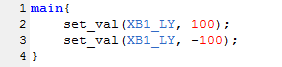 1 main{
2     set_val(XB1_LY, 100);
3     set_val(XB1_LY, -100);
4 }